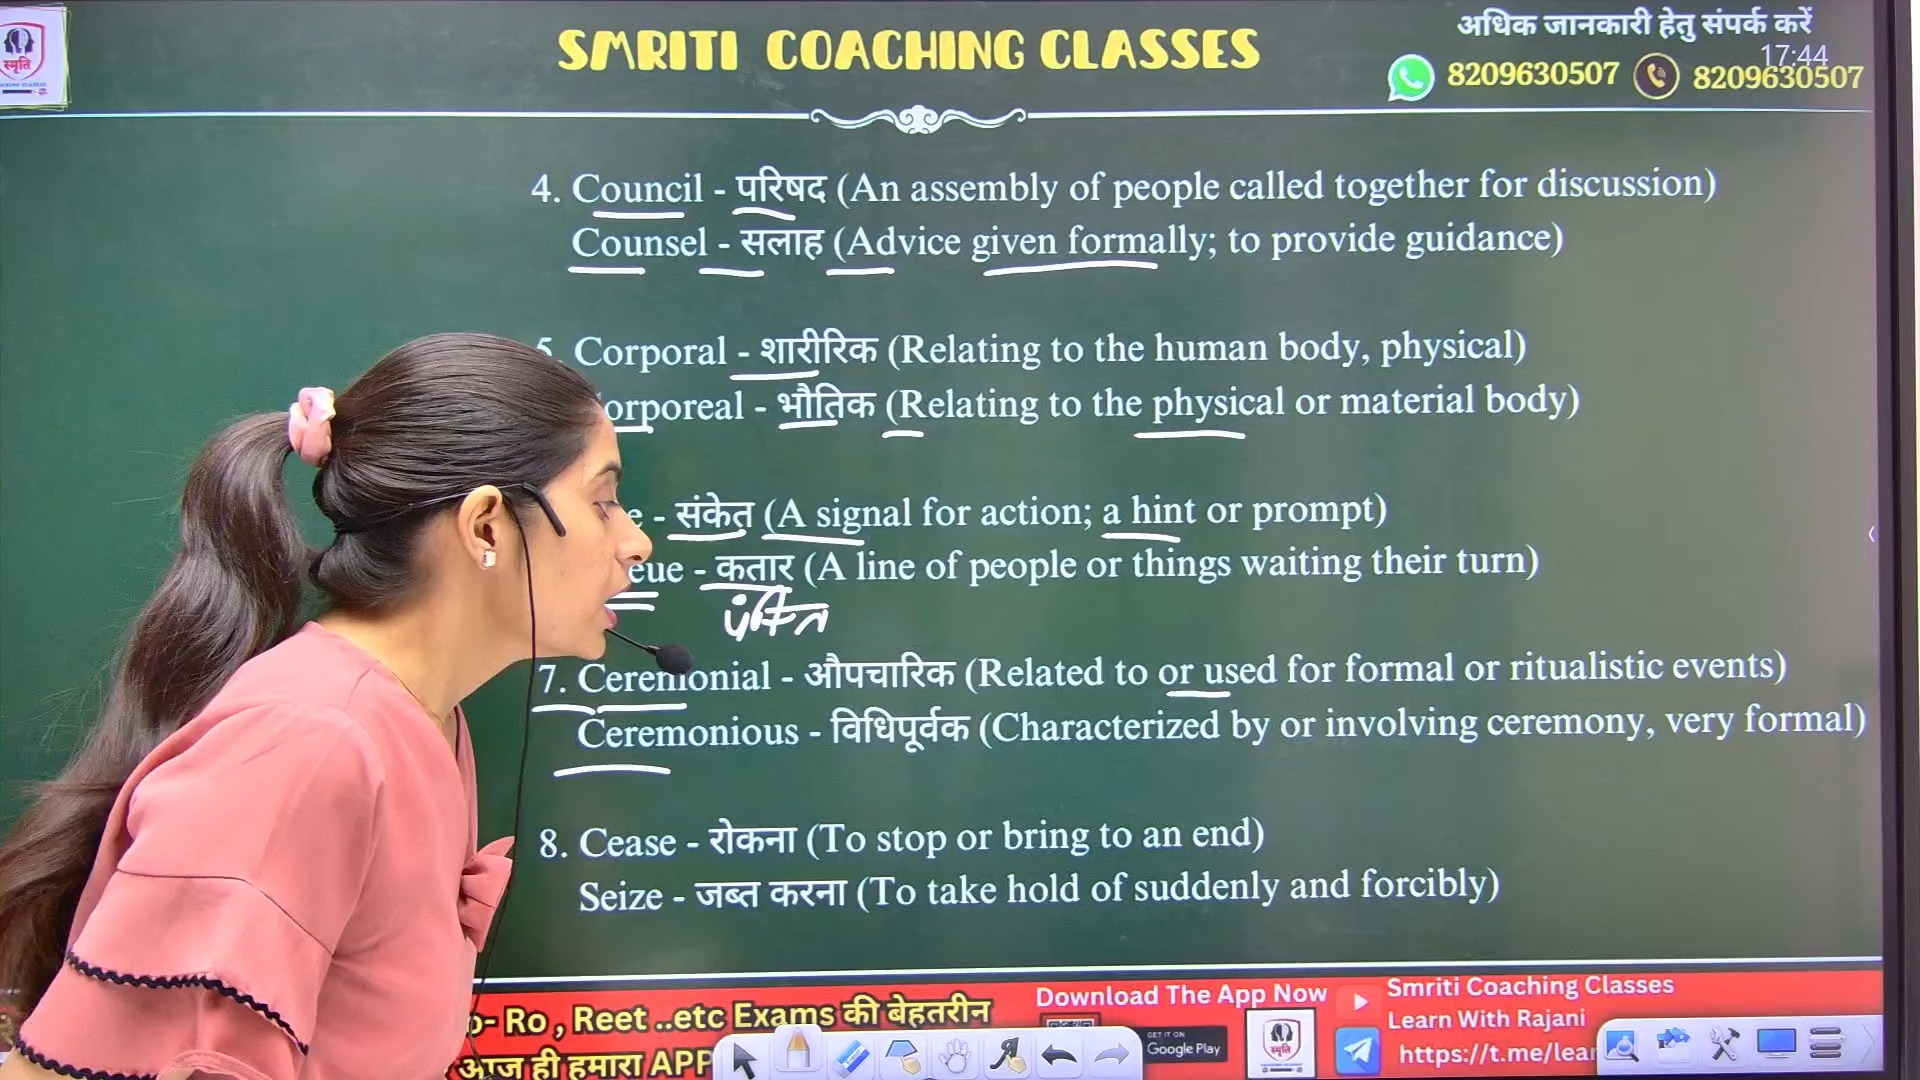 स्मृति
SMRITI COACHING CLASSES
अधिक जानकारी हेतु संपर्क करें
17:44
8209630507 8209630507
4. Council - परिषद (An assembly of people called together for discussion)
Counsel - सलाह (Advice given formally; to provide guidance)
Corporal - शारीरिक (Relating to the human body, physical)
orporeal - भौतिक (Relating to the physical or material body)
e - संकेत (A signal for action; a hint or prompt)
eue - कतार (A line of people or things waiting their turn)
पंक्ति
7. Ceremonial - औपचारिक (Related to or used for formal or ritualistic events)
Ceremonious - विधिपूर्वक (Characterized by or involving ceremony, very formal)
8. Cease - रोकना (To stop or bring to an end)
Seize - जब्त करना (To take hold of suddenly and forcibly)
- Ro , Reet ..etc Exams की बेहतरीन
आज ही हमारा APP
Download The App Now
GET IT ON
Google Play
स्मृति
Smriti Coaching Classes
Learn With Rajani
https://t.me/lear